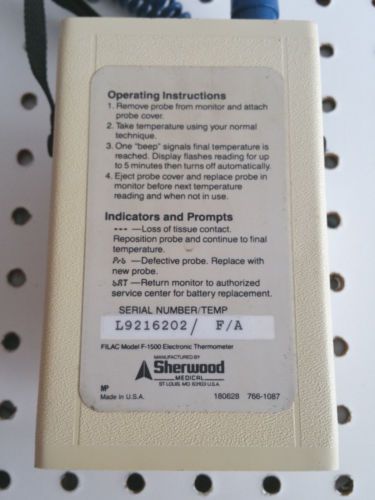 Operating Instructions
1. Remove probe from monitor and attach
probe cover.
2. Take temperature using your normal
technique.
3. One "beep" signals final temperature is
reached. Display flashes reading for up
to 5 minutes then turns off automatically.
4. Eject probe cover and replace probe in
monitor before next temperature
reading and when not in use.
Indicators and Prompts
--- —Loss of tissue contact.
Reposition probe and continue to final
temperature.
Prb —Defective probe. Replace with
new probe.
bAT —Return monitor to authorized
service center for battery replacement.
SERIAL NUMBER/TEMP
L9216202/ F/A
FILAC Model F-1500 Electronic Thermometer
MANUFACTURED BY
Sherwood
MEDICAL
ST. LOUIS, MO 63103 U.S.A.
MP
Made in U.S.A. 180628 766-1087